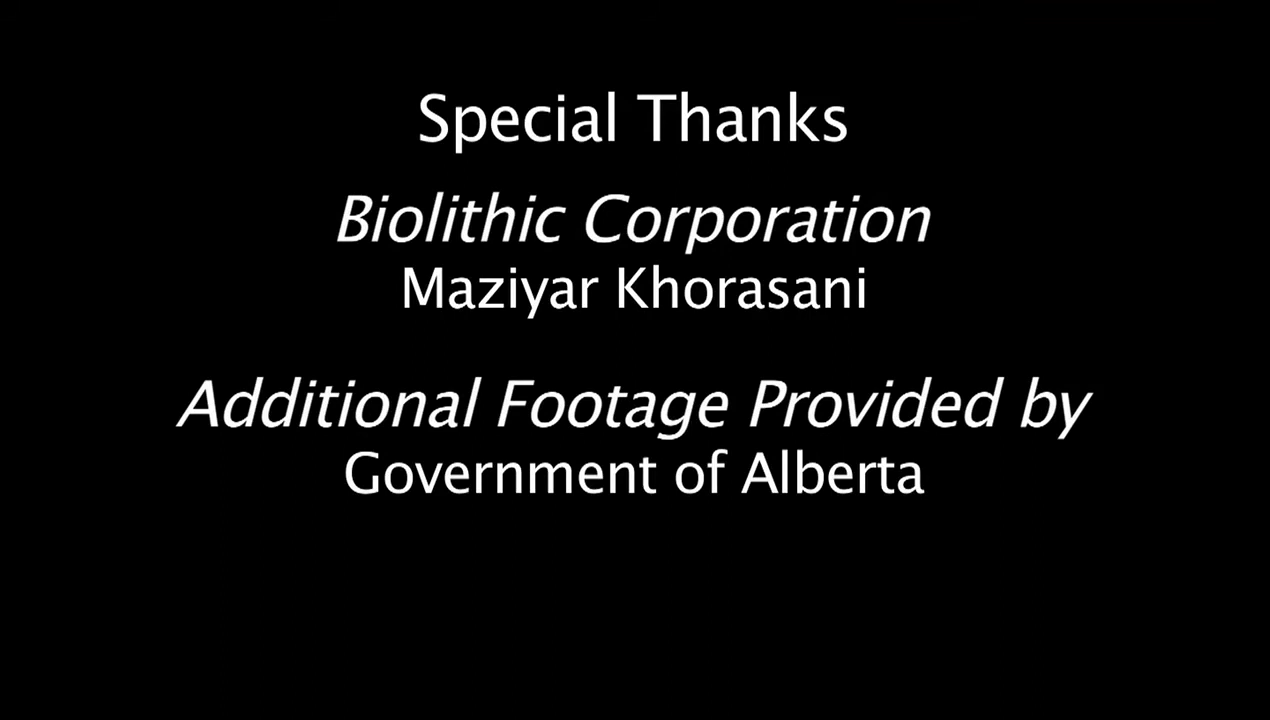 Special Thanks
Biolithic Corporation
Maziyar Khorasani
Additional Footage Provided by
Government of Alberta